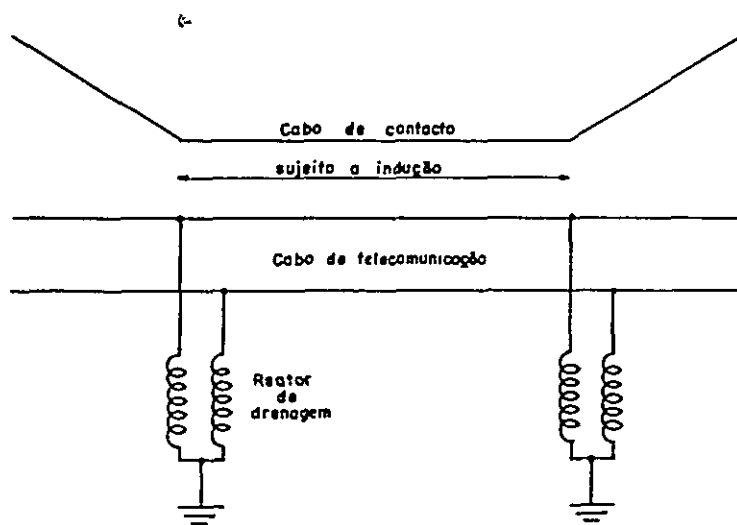 Cabo de contacto
sujeito a indução
Cabo de telecomunicação
Reator
de
drenagem